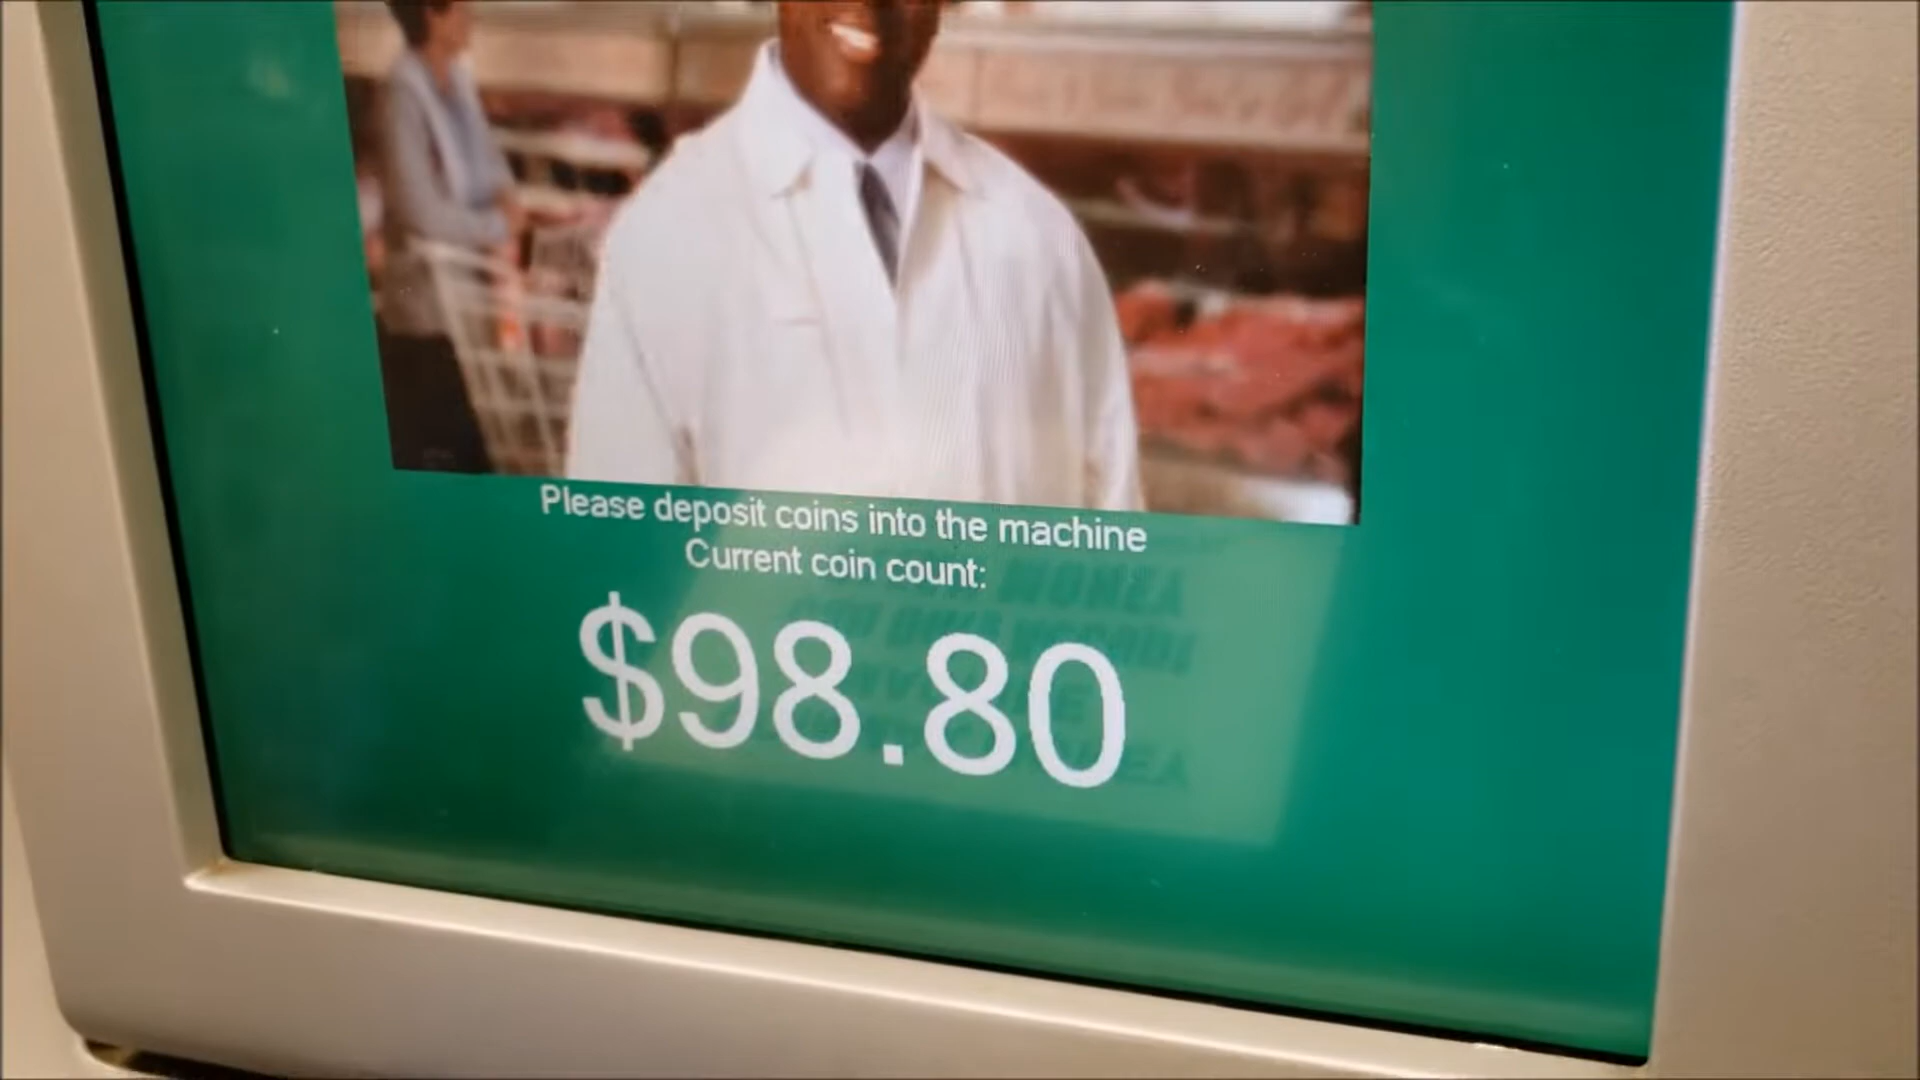 Please deposit coins into the machine
Current coin count:
$98.80